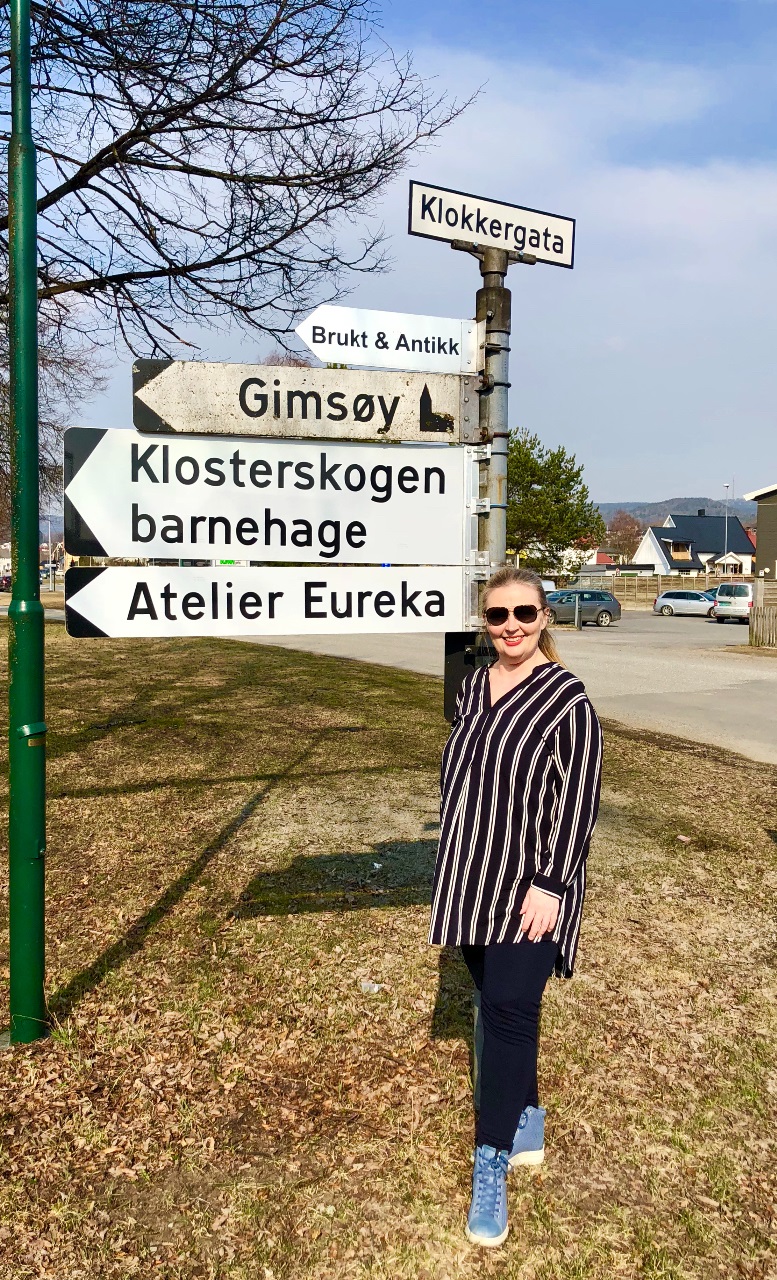 Klokkergata
Brukt & Antikk
Gimsøy
Klosterskogen
barnehage
Atelier Eureka